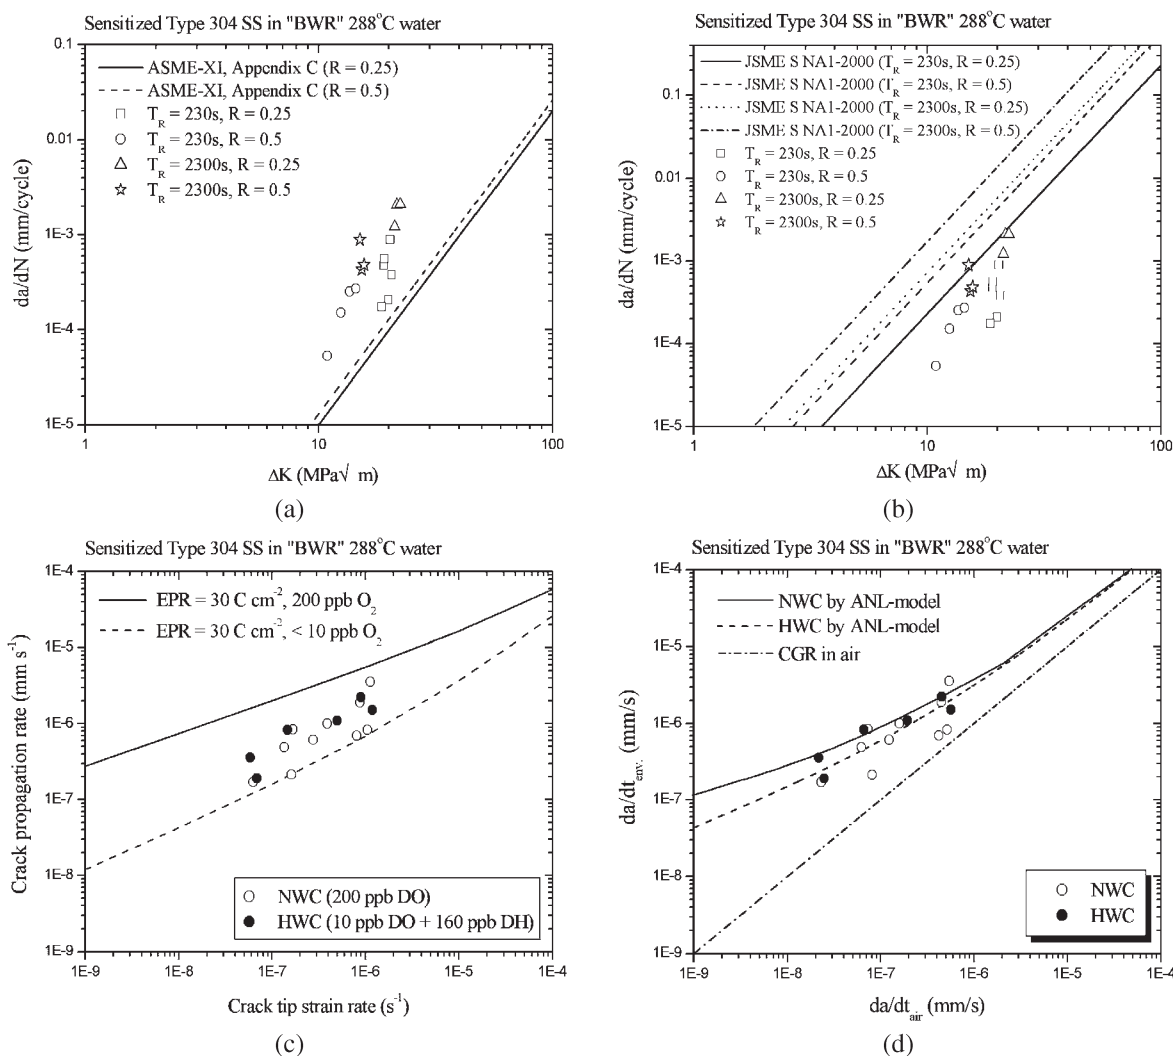 Sensitized Type 304 SS in "BWR" 288°C water
0.1
0.01
1E-3
1E-4
1E-5
da/dN (mm/cycle)
ASME-XI, Appendix C (R = 0.25)
ASME-XI, Appendix C (R = 0.5)
T_R = 230s, R = 0.25
T_R = 230s, R = 0.5
T_R = 2300s, R = 0.25
T_R = 2300s, R = 0.5
1 10 100
ΔK (MPa√ m)
(a)
Sensitized Type 304 SS in "BWR" 288°C water
0.1
0.01
1E-3
1E-4
1E-5
da/dN (mm/cycle)
JSME S NA1-2000 (T_R = 230s, R = 0.25)
JSME S NA1-2000 (T_R = 230s, R = 0.5)
JSME S NA1-2000 (T_R = 2300s, R = 0.25)
JSME S NA1-2000 (T_R = 2300s, R = 0.5)
T_R = 230s, R = 0.25
T_R = 230s, R = 0.5
T_R = 2300s, R = 0.25
T_R = 2300s, R = 0.5
1 10 100
ΔK (MPa√ m)
(b)
Sensitized Type 304 SS in "BWR" 288°C water
1E-4
1E-5
1E-6
1E-7
1E-8
1E-9
Crack propagation rate (mm s⁻¹)
EPR = 30 C cm⁻², 200 ppb O₂
EPR = 30 C cm⁻², < 10 ppb O₂
NWC (200 ppb DO)
HWC (10 ppb DO + 160 ppb DH)
1E-9 1E-8 1E-7 1E-6 1E-5 1E-4
Crack tip strain rate (s⁻¹)
(c)
Sensitized Type 304 SS in "BWR" 288°C water
1E-4
1E-5
1E-6
1E-7
1E-8
1E-9
da/dt_env. (mm/s)
NWC by ANL-model
HWC by ANL-model
CGR in air
NWC
HWC
1E-9 1E-8 1E-7 1E-6 1E-5 1E-4
da/dt_air (mm/s)
(d)